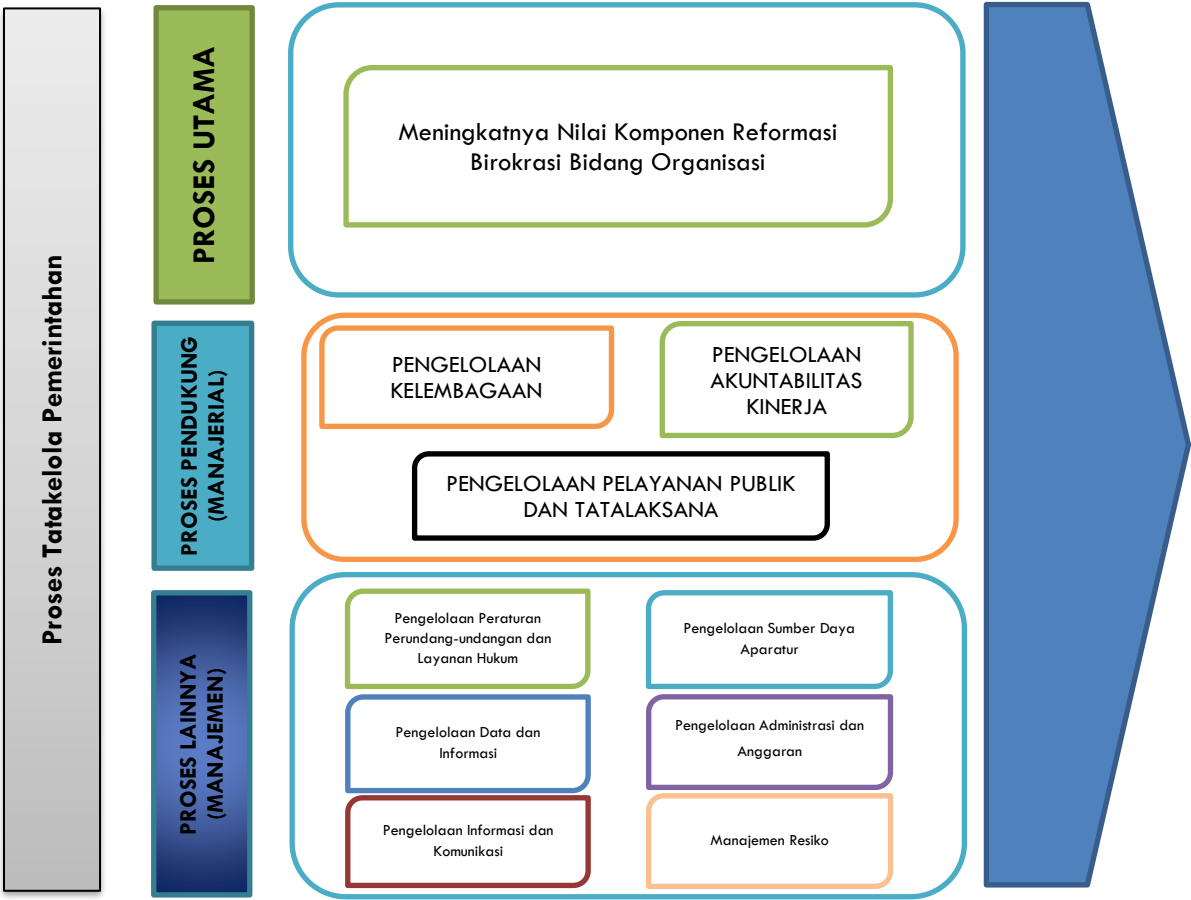 Proses Tatakelola Pemerintahan
PROSES UTAMA
Meningkatnya Nilai Komponen Reformasi
Birokrasi Bidang Organisasi
PROSES PENDUKUNG
(MANAJERIAL)
PENGELOLAAN
KELEMBAGAAN
PENGELOLAAN
AKUNTABILITAS
KINERJA
PENGELOLAAN PELAYANAN PUBLIK
DAN TATALAKSANA
PROSES LAINNYA
(MANAJEMEN)
Pengelolaan Peraturan
Perundang-undangan dan
Layanan Hukum
Pengelolaan Sumber Daya
Aparatur
Pengelolaan Data dan
Informasi
Pengelolaan Administrasi dan
Anggaran
Pengelolaan Informasi dan
Komunikasi
Manajemen Resiko